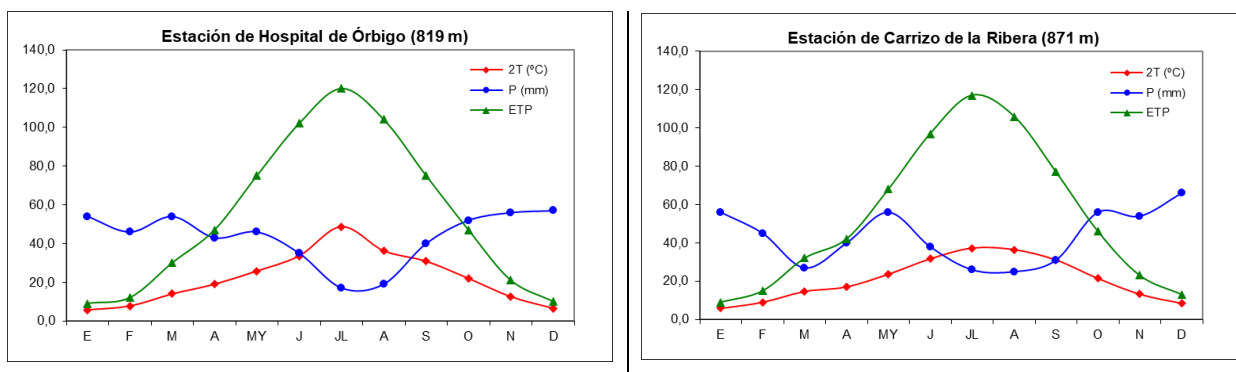 Estación de Hospital de Órbigo (819 m)
140,0
120,0
100,0
80,0
60,0
40,0
20,0
0,0
2T (ºC)
P (mm)
ETP
E F M A MY J JL A S O N D
Estación de Carrizo de la Ribera (871 m)
140,0
120,0
100,0
80,0
60,0
40,0
20,0
0,0
2T (ºC)
P (mm)
ETP
E F M A MY J JL A S O N D